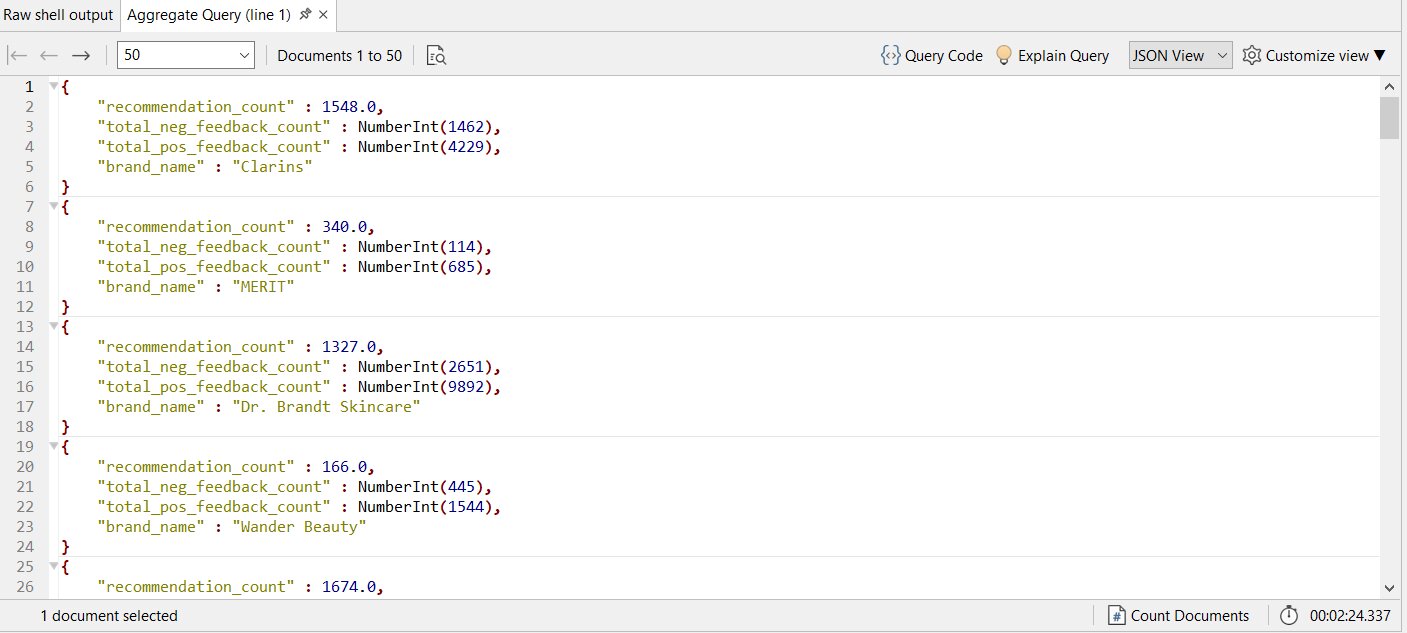 Raw shell output Aggregate Query (line 1) ×
50 Documents 1 to 50 Query Code Explain Query JSON View Customize view ▼
1 {
2 "recommendation_count" : 1548.0,
3 "total_neg_feedback_count" : NumberInt(1462),
4 "total_pos_feedback_count" : NumberInt(4229),
5 "brand_name" : "Clarins"
6 }
7 {
8 "recommendation_count" : 340.0,
9 "total_neg_feedback_count" : NumberInt(114),
10 "total_pos_feedback_count" : NumberInt(685),
11 "brand_name" : "MERIT"
12 }
13 {
14 "recommendation_count" : 1327.0,
15 "total_neg_feedback_count" : NumberInt(2651),
16 "total_pos_feedback_count" : NumberInt(9892),
17 "brand_name" : "Dr. Brandt Skincare"
18 }
19 {
20 "recommendation_count" : 166.0,
21 "total_neg_feedback_count" : NumberInt(445),
22 "total_pos_feedback_count" : NumberInt(1544),
23 "brand_name" : "Wander Beauty"
24 }
25 {
26 "recommendation_count" : 1674.0,
1 document selected # Count Documents 00:02:24.337